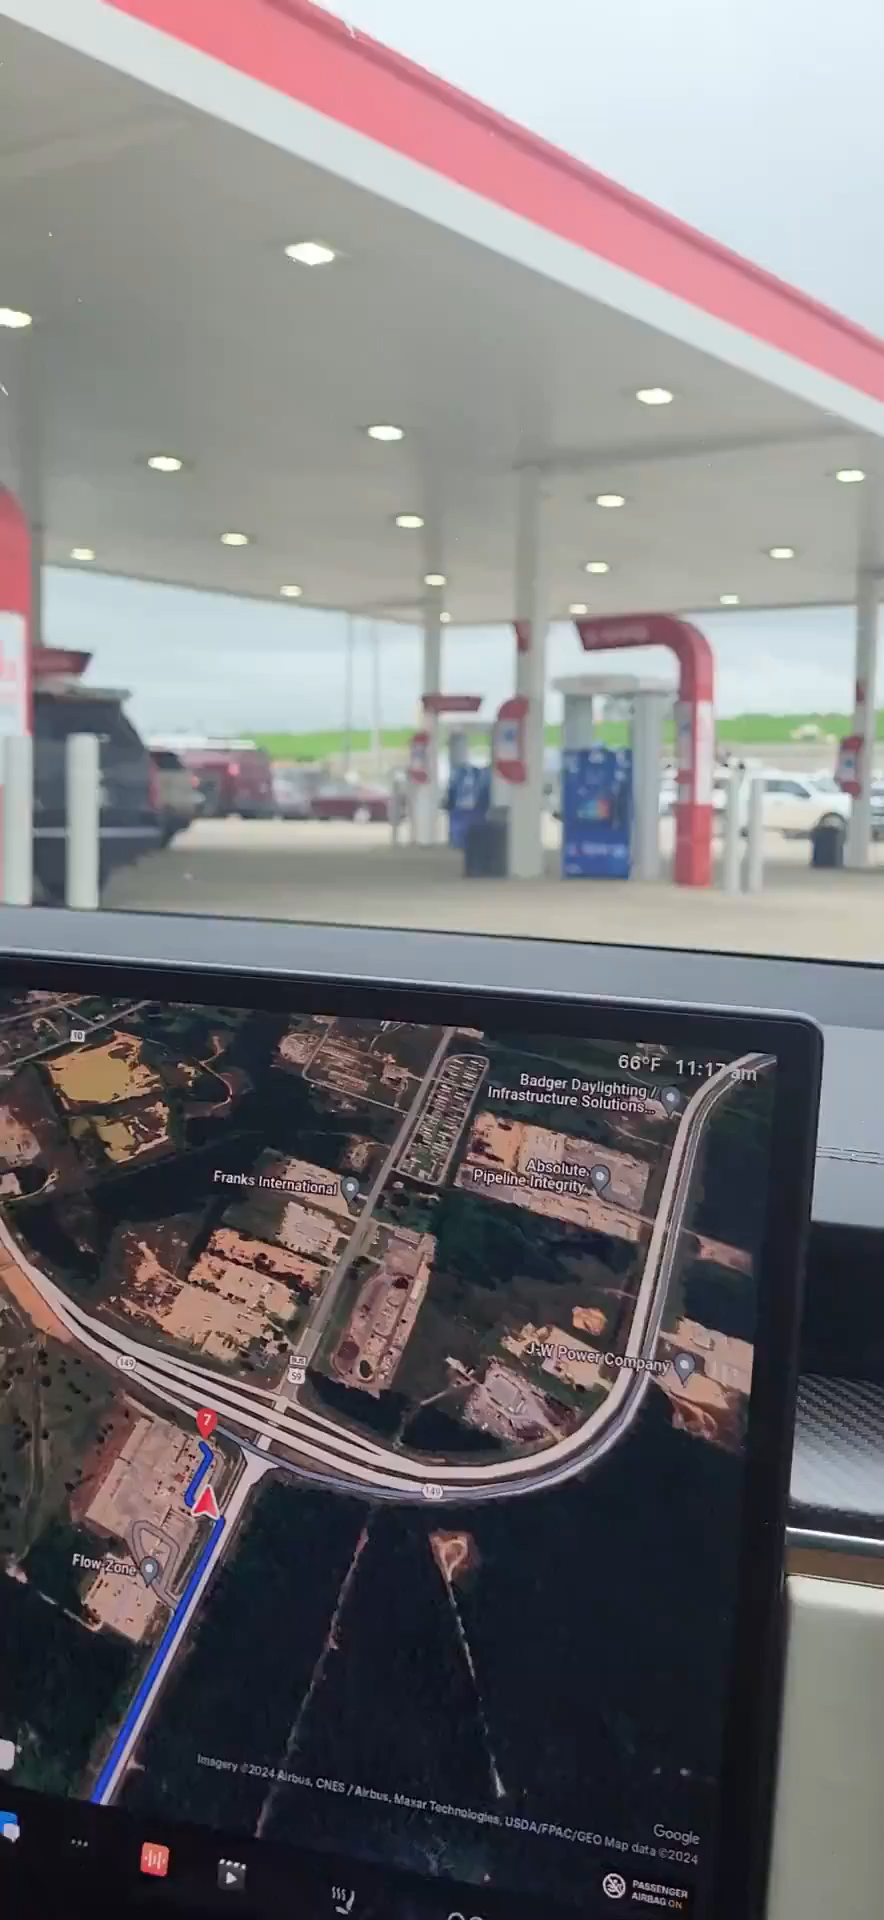 10
66°F 11:17 am
Badger Daylighting /
Infrastructure Solutions...
Absolute
Pipeline Integrity
Franks International
J-W Power Company
149
BUS
59
7
149
Flow-Zone
Imagery ©2024 Airbus, CNES / Airbus, Maxar Technologies, USDA/FPAC/GEO Map data ©2024
Google
PASSENGER
AIRBAG ON